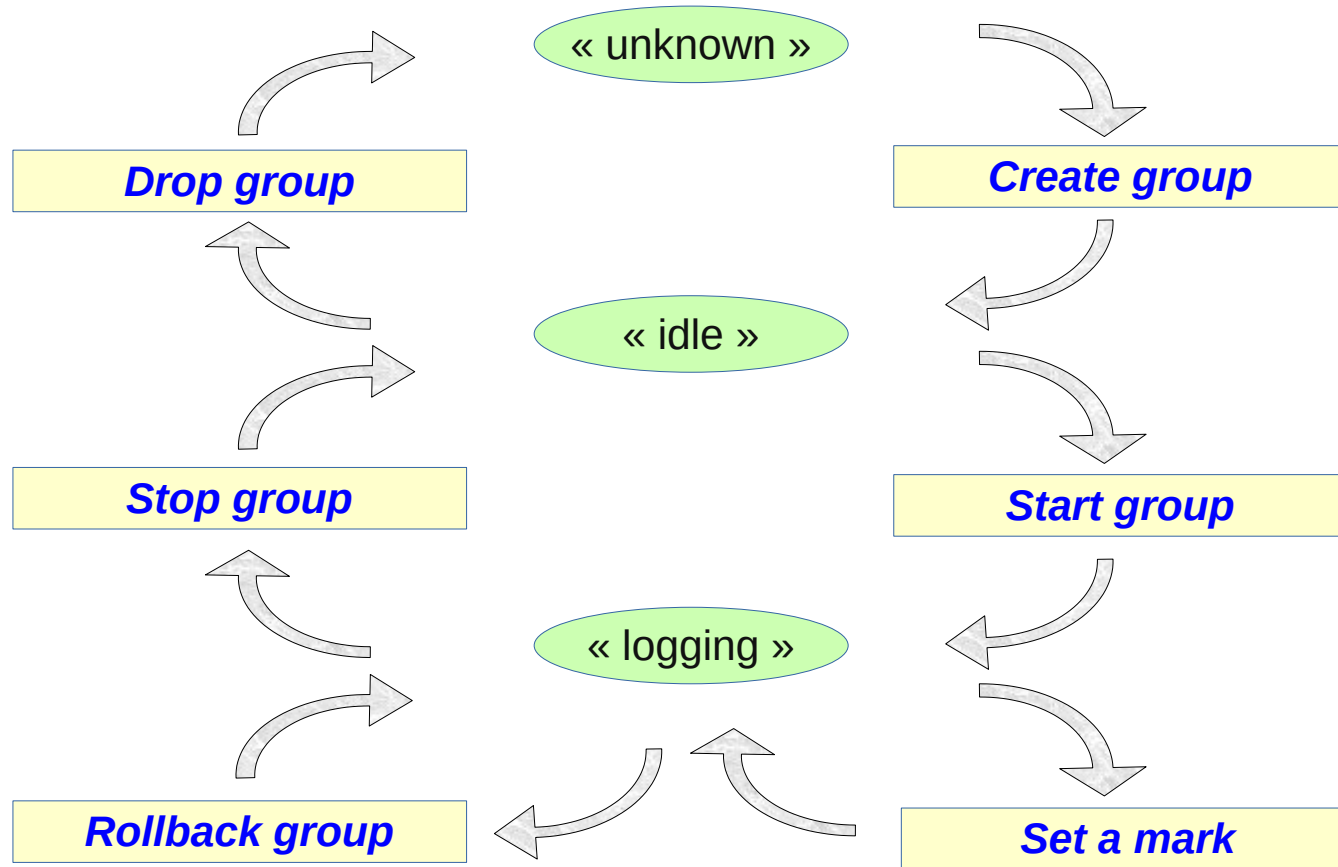 « unknown »
Drop group
Create group
« idle »
Stop group
Start group
« logging »
Rollback group
Set a mark